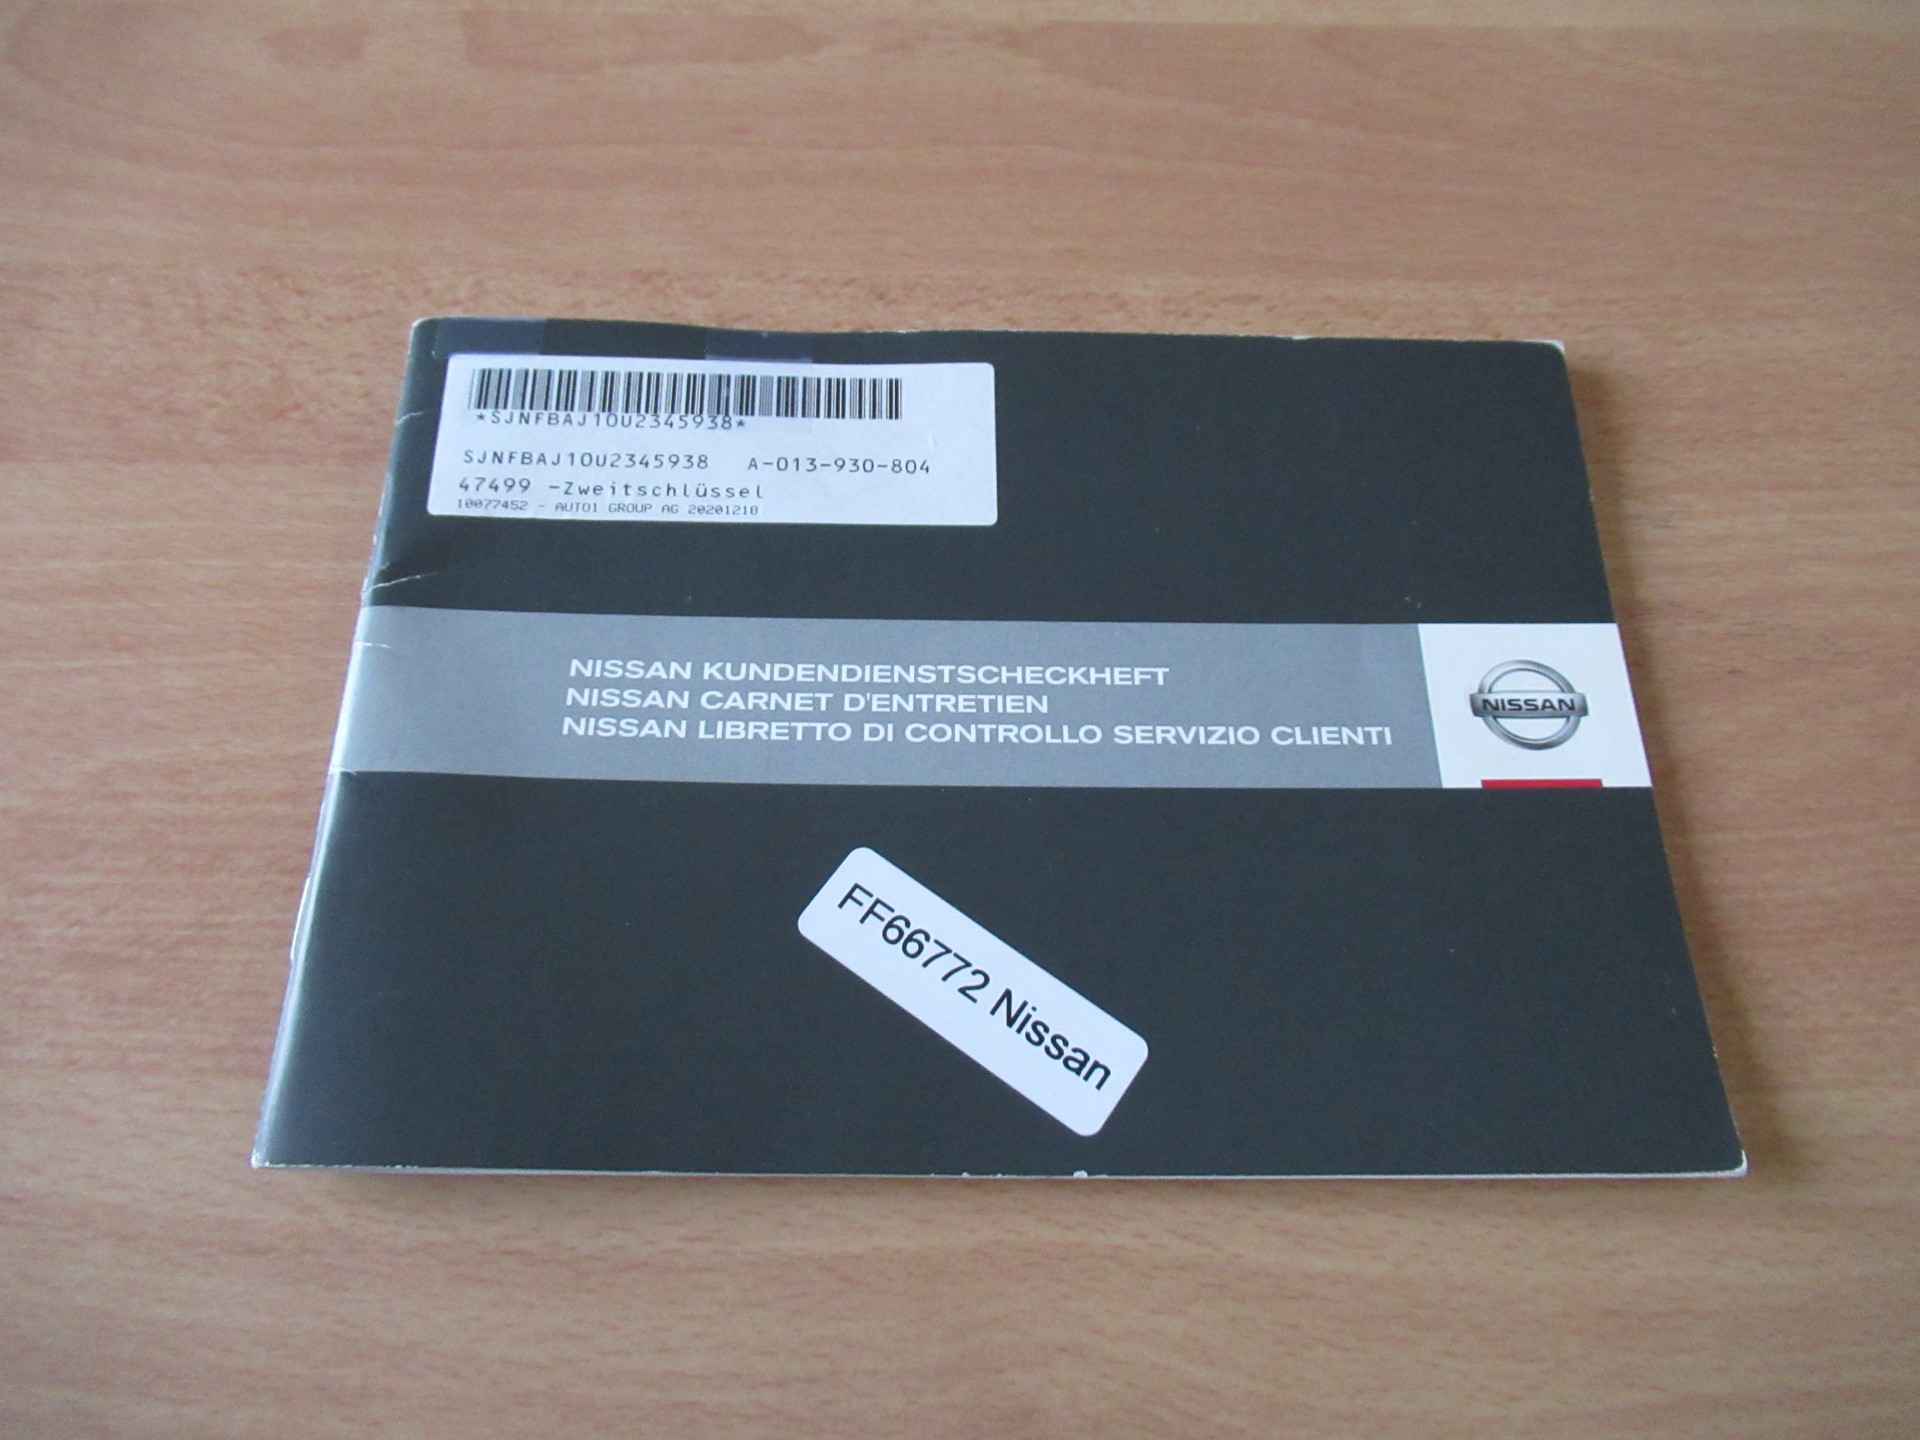 *SJNFBAJ10U2345938*
SJNFBAJ10U2345938 A-013-930-804
47499 -Zweitschlüssel
10077452 - AUTO1 GROUP AG 20201218
NISSAN KUNDENDIENSTSCHECKHEFT
NISSAN CARNET D'ENTRETIEN
NISSAN LIBRETTO DI CONTROLLO SERVIZIO CLIENTI
NISSAN
FF66772 Nissan